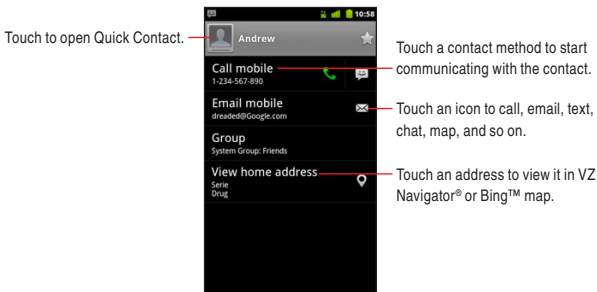 10:58
Touch to open Quick Contact.
Andrew
Call mobile
1-234-567-890
Touch a contact method to start
communicating with the contact.
Email mobile
dreaded@Google.com
Touch an icon to call, email, text,
chat, map, and so on.
Group
System Group: Friends
View home address
Serie
Drug
Touch an address to view it in VZ
Navigator® or Bing™ map.